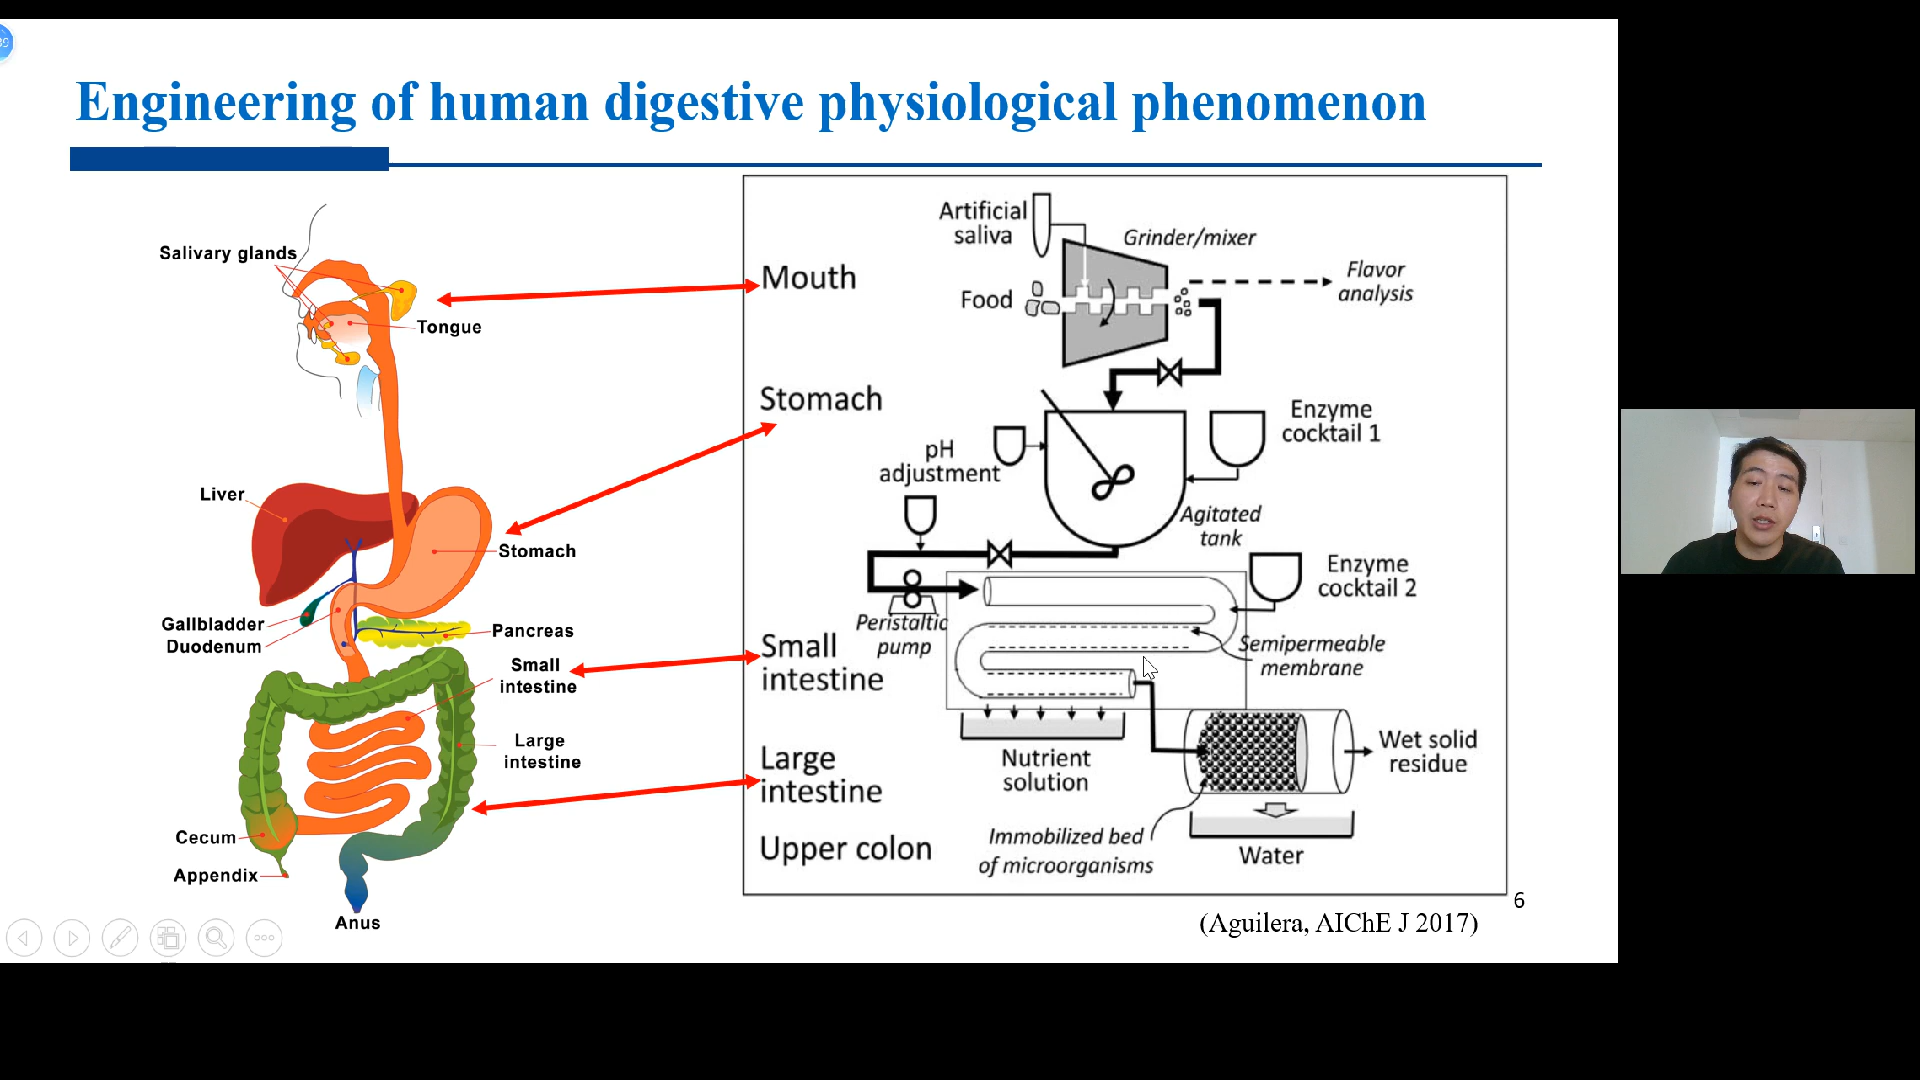 39
Engineering of human digestive physiological phenomenon
Salivary glands
Tongue
Liver
Stomach
Gallbladder
Duodenum
Pancreas
Small
intestine
Large
intestine
Cecum
Appendix
Anus
Mouth
Stomach
Small
intestine
Large
intestine
Upper colon
Artificial
saliva
Grinder/mixer
Food
Flavor
analysis
Enzyme
cocktail 1
pH
adjustment
Agitated
tank
Enzyme
cocktail 2
Peristaltic
pump
Semipermeable
membrane
Nutrient
solution
Wet solid
residue
Immobilized bed
of microorganisms
Water
6
(Aguilera, AIChE J 2017)